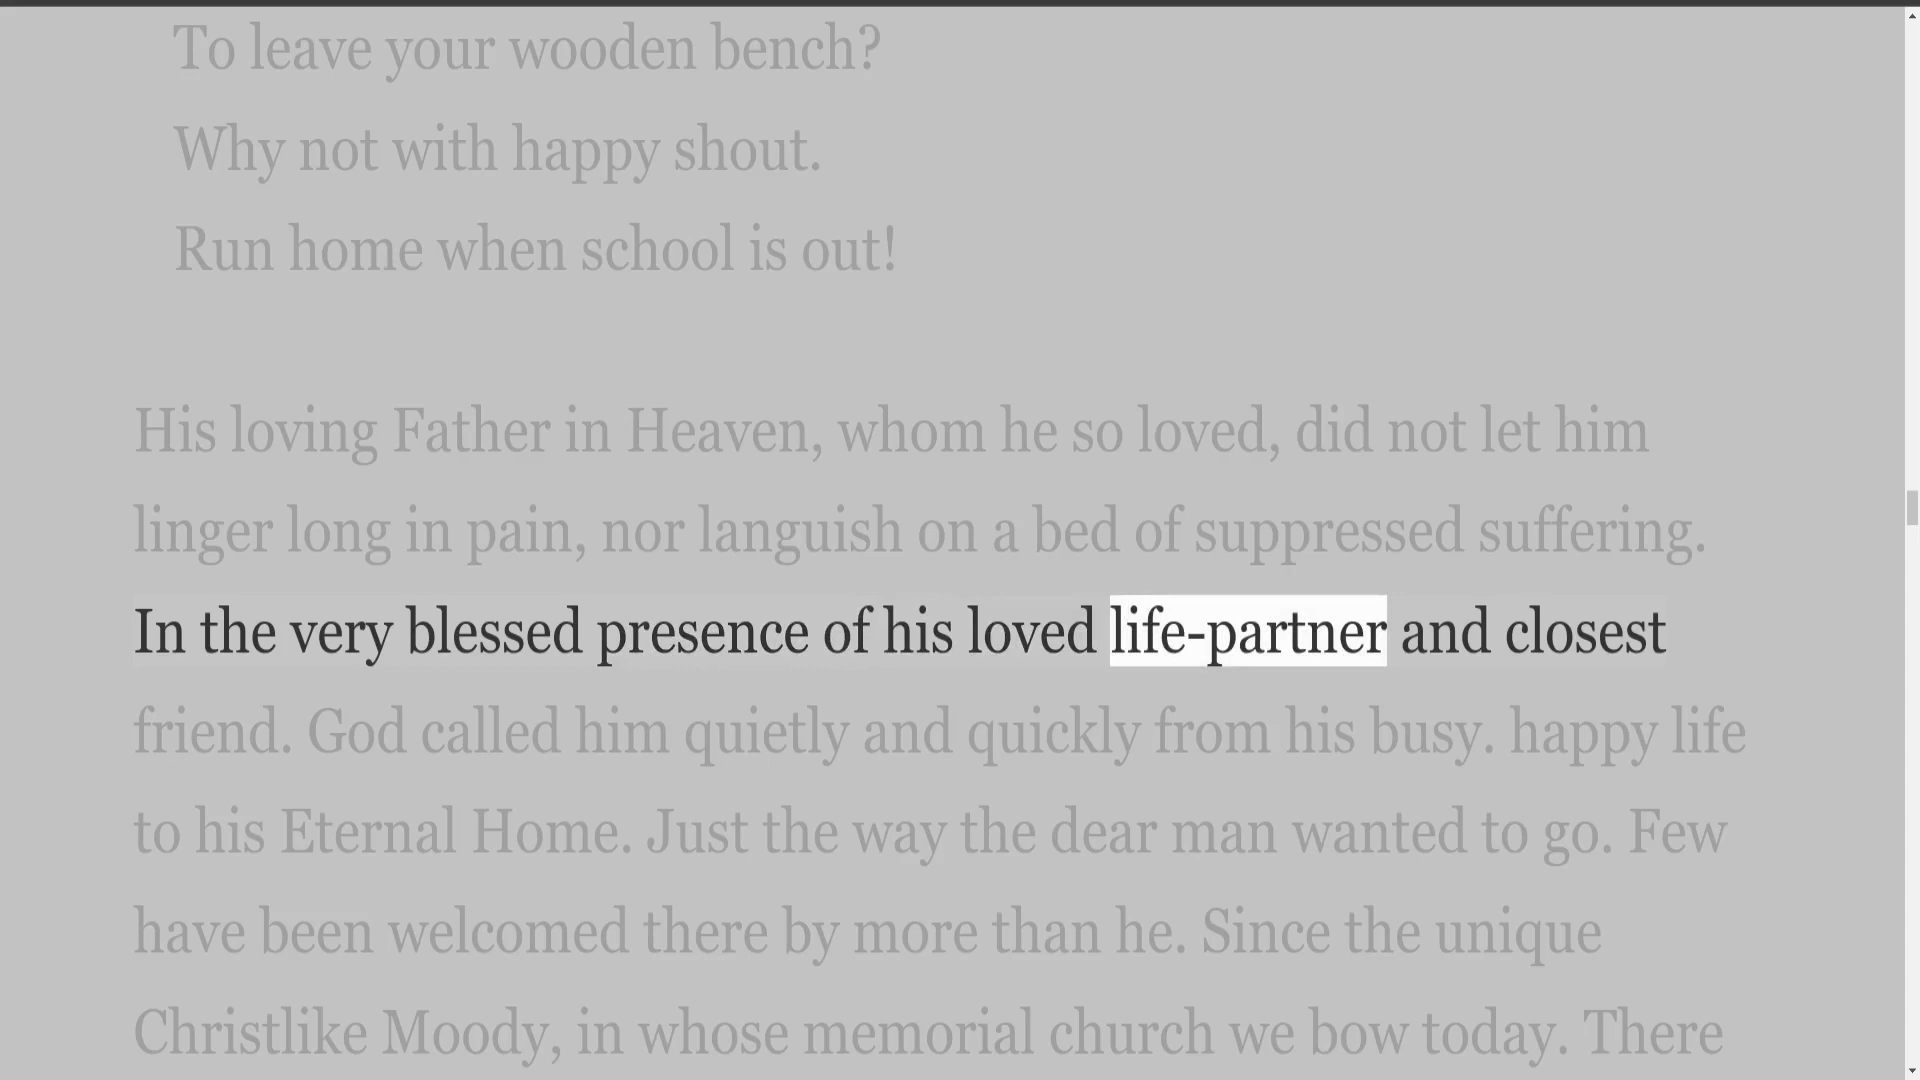 To leave your wooden bench?
Why not with happy shout.
Run home when school is out!
His loving Father in Heaven, whom he so loved, did not let him
linger long in pain, nor languish on a bed of suppressed suffering.
In the very blessed presence of his loved life-partner and closest
friend. God called him quietly and quickly from his busy. happy life
to his Eternal Home. Just the way the dear man wanted to go. Few
have been welcomed there by more than he. Since the unique
Christlike Moody, in whose memorial church we bow today. There